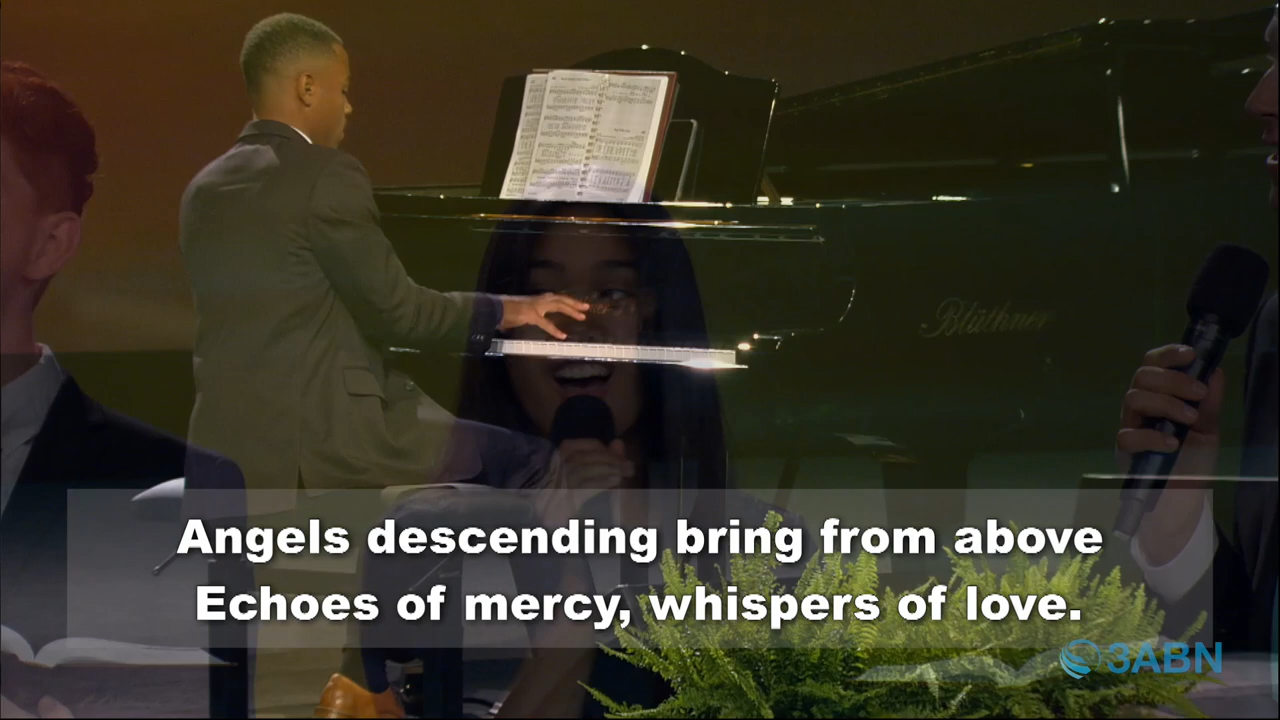 Blüthner
Angels descending bring from above
Echoes of mercy, whispers of love.
3ABN